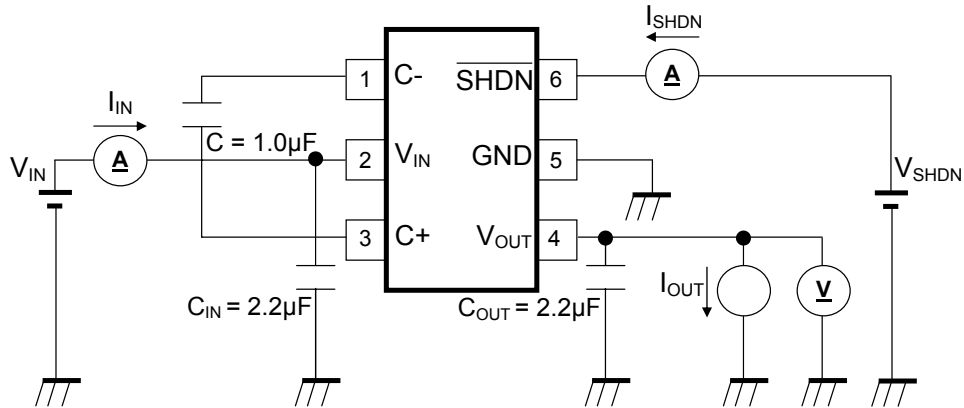 I_SHDN
A
1 C- S̅H̅D̅N̅ 6
I_IN
C = 1.0µF
V_IN
A
2 V_IN GND 5
V_SHDN
3 C+ V_OUT 4
C_IN = 2.2µF
C_OUT = 2.2µF
I_OUT
V